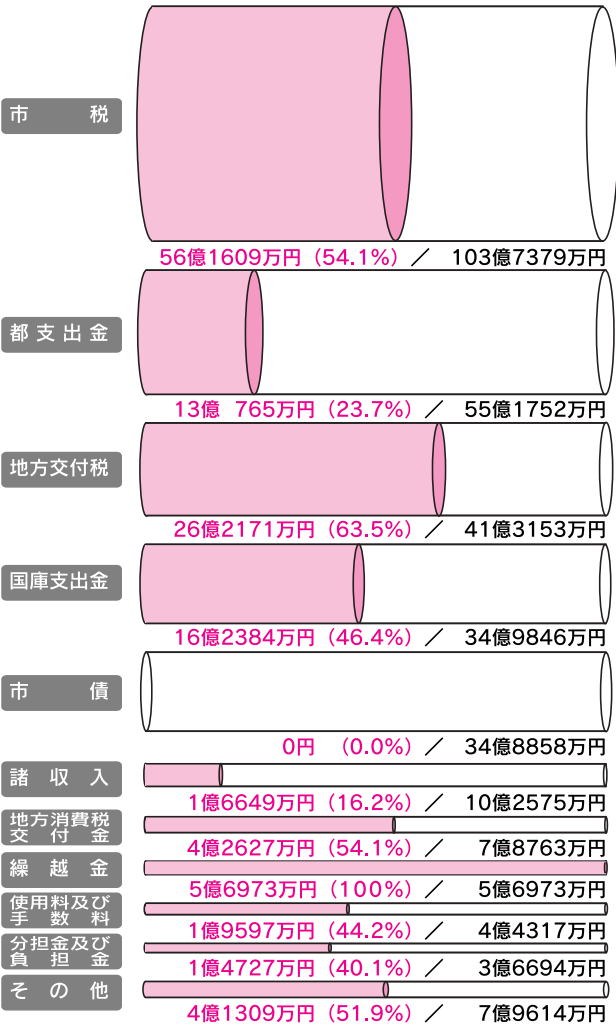 市税
56億1609万円（54.1%）／ 103億7379万円
都支出金
13億 765万円（23.7%）／ 55億1752万円
地方交付税
26億2171万円（63.5%）／ 41億3153万円
国庫支出金
16億2384万円（46.4%）／ 34億9846万円
市債
0円 （0.0%）／ 34億8858万円
諸収入
1億6649万円（16.2%）／ 10億2575万円
地方消費税
交付金
4億2627万円（54.1%）／ 7億8763万円
繰越金
5億6973万円（100%）／ 5億6973万円
使用料及び
手数料
1億9597万円（44.2%）／ 4億4317万円
分担金及び
負担金
1億4727万円（40.1%）／ 3億6694万円
その他
4億1309万円（51.9%）／ 7億9614万円